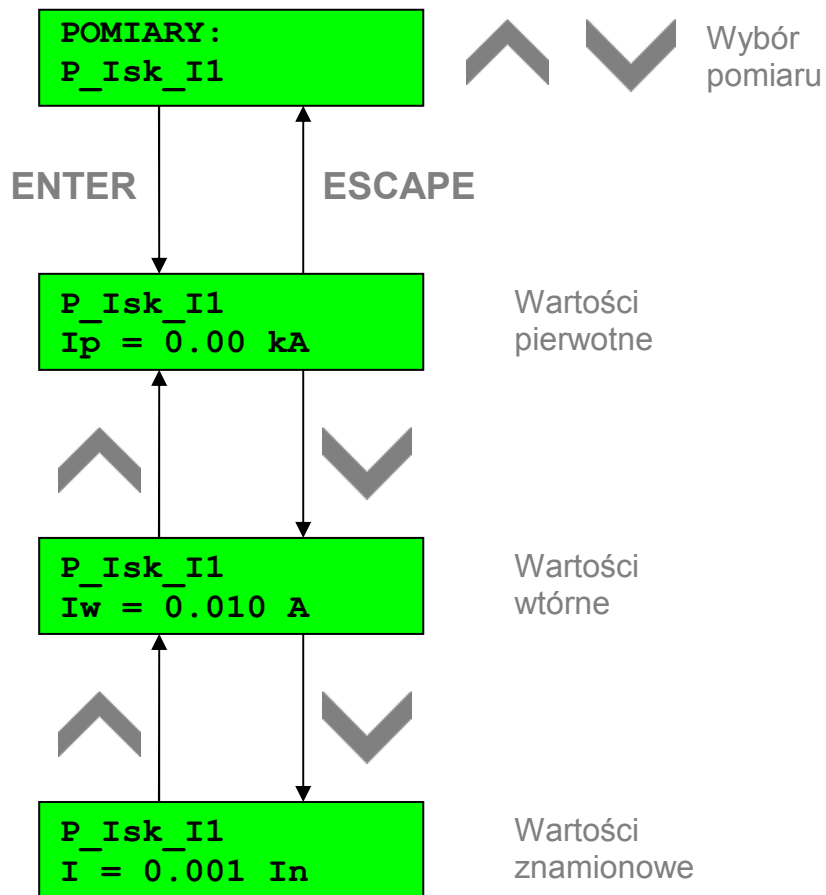 POMIARY:
P_Isk_I1
Wybór
pomiaru
ENTER
ESCAPE
P_Isk_I1
Ip = 0.00 kA
Wartości
pierwotne
P_Isk_I1
Iw = 0.010 A
Wartości
wtórne
P_Isk_I1
I = 0.001 In
Wartości
znamionowe